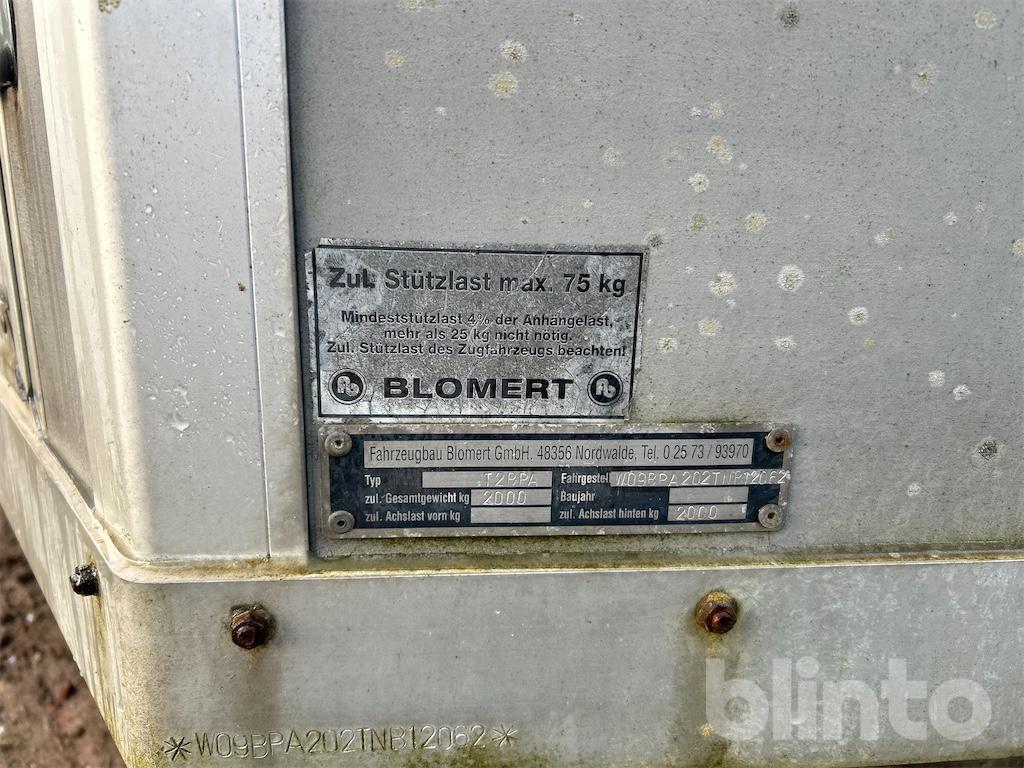 Zul. Stützlast max. 75 kg
Mindeststützlast 4% der Anhängelast,
mehr als 25 kg nicht nötig.
Zul. Stützlast des Zugfahrzeugs beachten!
BLOMERT
Fahrzeugbau Blomert GmbH, 48356 Nordwalde, Tel. 0 25 73 / 93970
Typ T2BPA Fahrgestell W09BPA202TNB12062
zul. Gesamtgewicht kg 2000 Baujahr
zul. Achslast vorn kg zul. Achslast hinten kg 2000
*W09BPA202TNB12062*
blinto